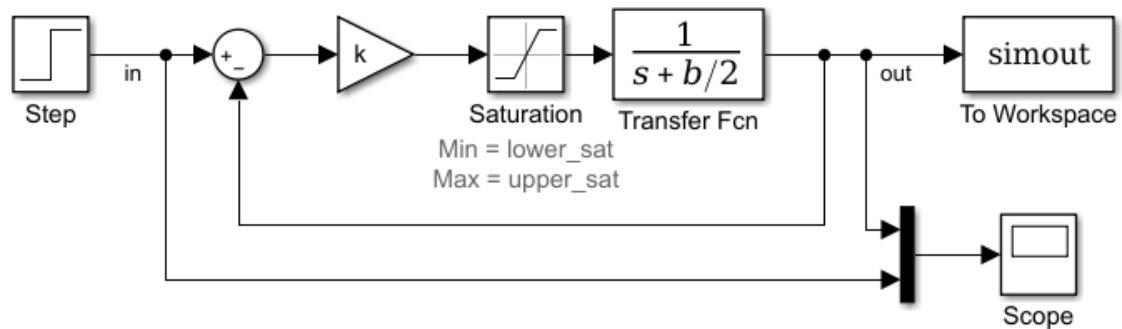 Step
in
+
−
k
Saturation
Min = lower_sat
Max = upper_sat
1
s + b/2
Transfer Fcn
out
simout
To Workspace
Scope